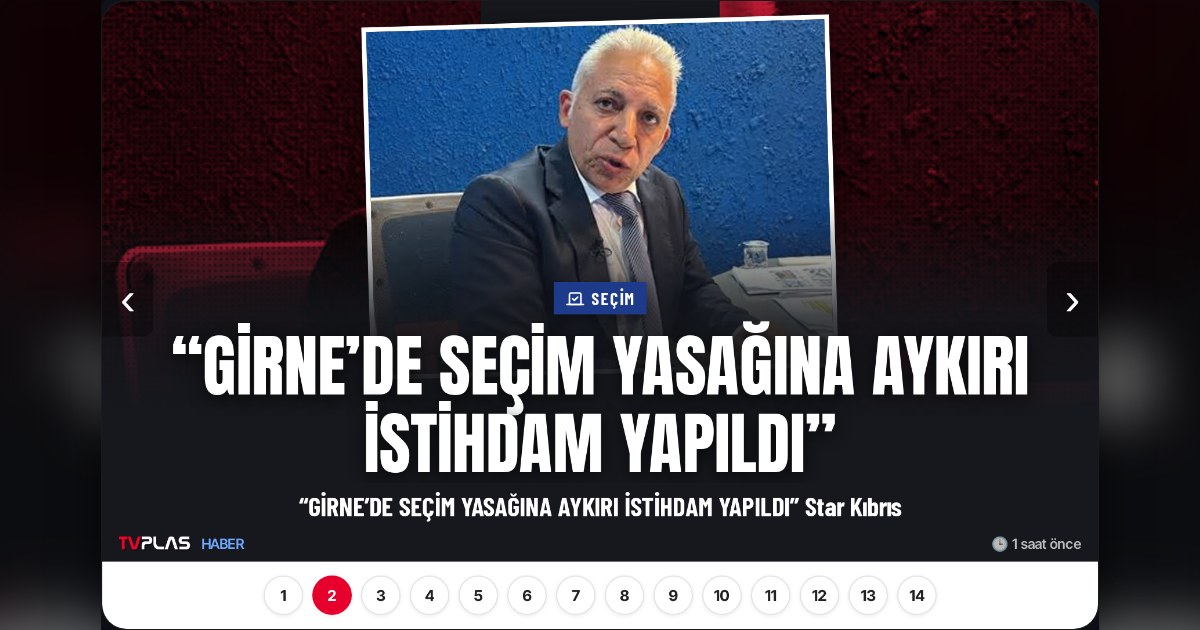 SEÇİM
“GİRNE’DE SEÇİM YASAĞINA AYKIRI
İSTİHDAM YAPILDI”
“GİRNE’DE SEÇİM YASAĞINA AYKIRI İSTİHDAM YAPILDI” Star Kıbrıs
TVPLAS HABER
1 saat önce
1 2 3 4 5 6 7 8 9 10 11 12 13 14